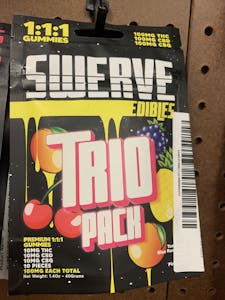 1:1:1
GUMMIES
100MG THC
100MG CBD
100MG CBG
SWERVE
EDIBLES
TRIO
PACK
PREMIUM 1:1:1
GUMMIES
10MG THC
10MG CBD
10MG CBG
10 PIECES
100MG EACH TOTAL
Net Weight: 1.4Oz - 40Grams